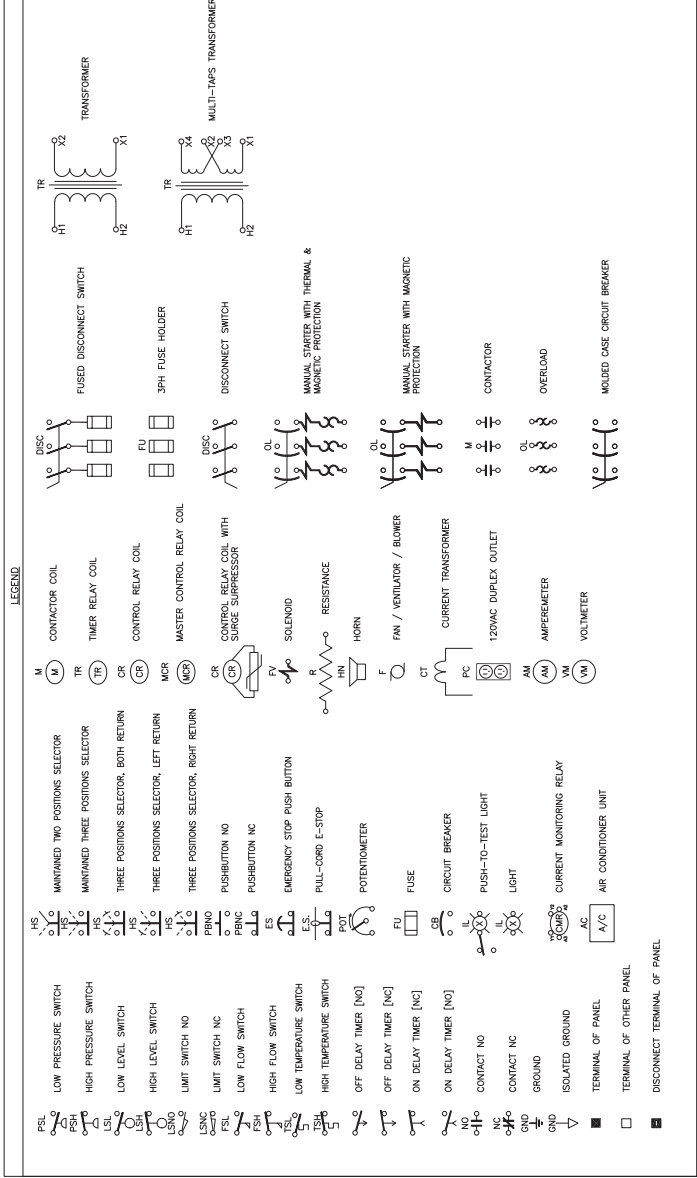 LEGEND
PSL LOW PRESSURE SWITCH
PSH HIGH PRESSURE SWITCH
LSL LOW LEVEL SWITCH
LSH HIGH LEVEL SWITCH
LSNO LIMIT SWITCH NO
LSNC LIMIT SWITCH NC
FSL LOW FLOW SWITCH
FSH HIGH FLOW SWITCH
TSL LOW TEMPERATURE SWITCH
TSH HIGH TEMPERATURE SWITCH
OFF DELAY TIMER [NO]
OFF DELAY TIMER [NC]
ON DELAY TIMER [NC]
ON DELAY TIMER [NO]
NO CONTACT NO
NC CONTACT NC
GND GROUND
GND ISOLATED GROUND
TERMINAL OF PANEL
TERMINAL OF OTHER PANEL
DISCONNECT TERMINAL OF PANEL
HS MAINTAINED TWO POSITIONS SELECTOR
HS MAINTAINED THREE POSITIONS SELECTOR
HS THREE POSITIONS SELECTOR, BOTH RETURN
HS THREE POSITIONS SELECTOR, LEFT RETURN
HS THREE POSITIONS SELECTOR, RIGHT RETURN
PBNO PUSHBUTTON NO
PBNC PUSHBUTTON NC
ES EMERGENCY STOP PUSH BUTTON
E.S. PULL-CORD E-STOP
POT POTENTIOMETER
FU FUSE
CB CIRCUIT BREAKER
IL X PUSH-TO-TEST LIGHT
IL X LIGHT
Y1 Y2 CMR A1 A2 CURRENT MONITORING RELAY
AC A/C AIR CONDITIONER UNIT
M M CONTACTOR COIL
TR TR TIMER RELAY COIL
CR CR CONTROL RELAY COIL
MCR MCR MASTER CONTROL RELAY COIL
CR CR CONTROL RELAY COIL WITH
SURGE SURPRESSOR
FV SOLENOID
R RESISTANCE
HN HORN
F FAN / VENTILATOR / BLOWER
CT CURRENT TRANSFORMER
PC 120VAC DUPLEX OUTLET
AM AM AMPEREMETER
VM VM VOLTMETER
DISC FUSED DISCONNECT SWITCH
FU 3PH FUSE HOLDER
DISC DISCONNECT SWITCH
OL MANUAL STARTER WITH THERMAL &
MAGNETIC PROTECTION
OL MANUAL STARTER WITH MAGNETIC
PROTECTION
M CONTACTOR
OL OVERLOAD
MOLDED CASE CIRCUIT BREAKER
TR H1 H2 X2 X1 TRANSFORMER
TR H1 H2 X4 X2 X3 X1 MULTI-TAPS TRANSFORMER